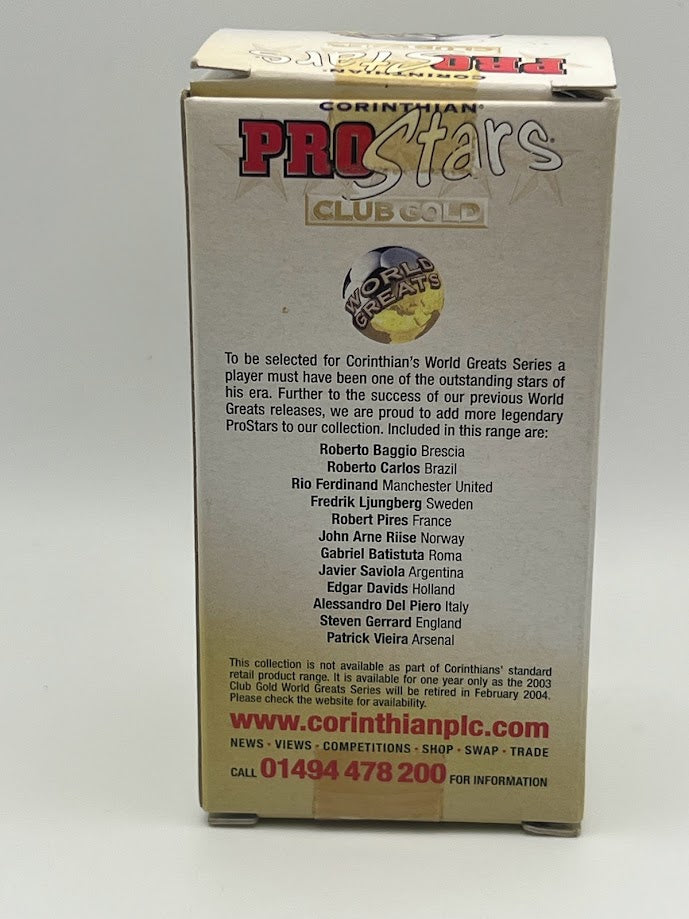 CLUB GOLD
PROStars
CORINTHIAN
CORINTHIAN®
PROStars®
CLUB GOLD
WORLD
GREATS
To be selected for Corinthian's World Greats Series a
player must have been one of the outstanding stars of
his era. Further to the success of our previous World
Greats releases, we are proud to add more legendary
ProStars to our collection. Included in this range are:
Roberto Baggio Brescia
Roberto Carlos Brazil
Rio Ferdinand Manchester United
Fredrik Ljungberg Sweden
Robert Pires France
John Arne Riise Norway
Gabriel Batistuta Roma
Javier Saviola Argentina
Edgar Davids Holland
Alessandro Del Piero Italy
Steven Gerrard England
Patrick Vieira Arsenal
This collection is not available as part of Corinthians' standard
retail product range. It is available for one year only as the 2003
Club Gold World Greats Series will be retired in February 2004.
Please check the website for availability.
www.corinthianplc.com
NEWS • VIEWS • COMPETITIONS • SHOP • SWAP • TRADE
CALL 01494 478 200 FOR INFORMATION